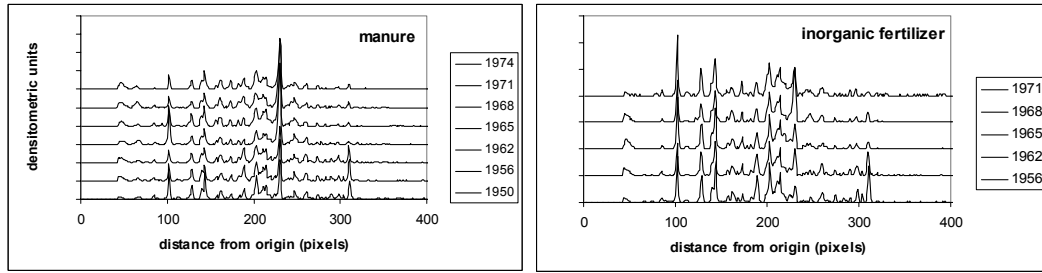 manure
densitometric units
1974
1971
1968
1965
1962
1956
1950
0 100 200 300 400
distance from origin (pixels)
inorganic fertilizer
1971
1968
1965
1962
1956
0 100 200 300 400
distance from origin (pixels)